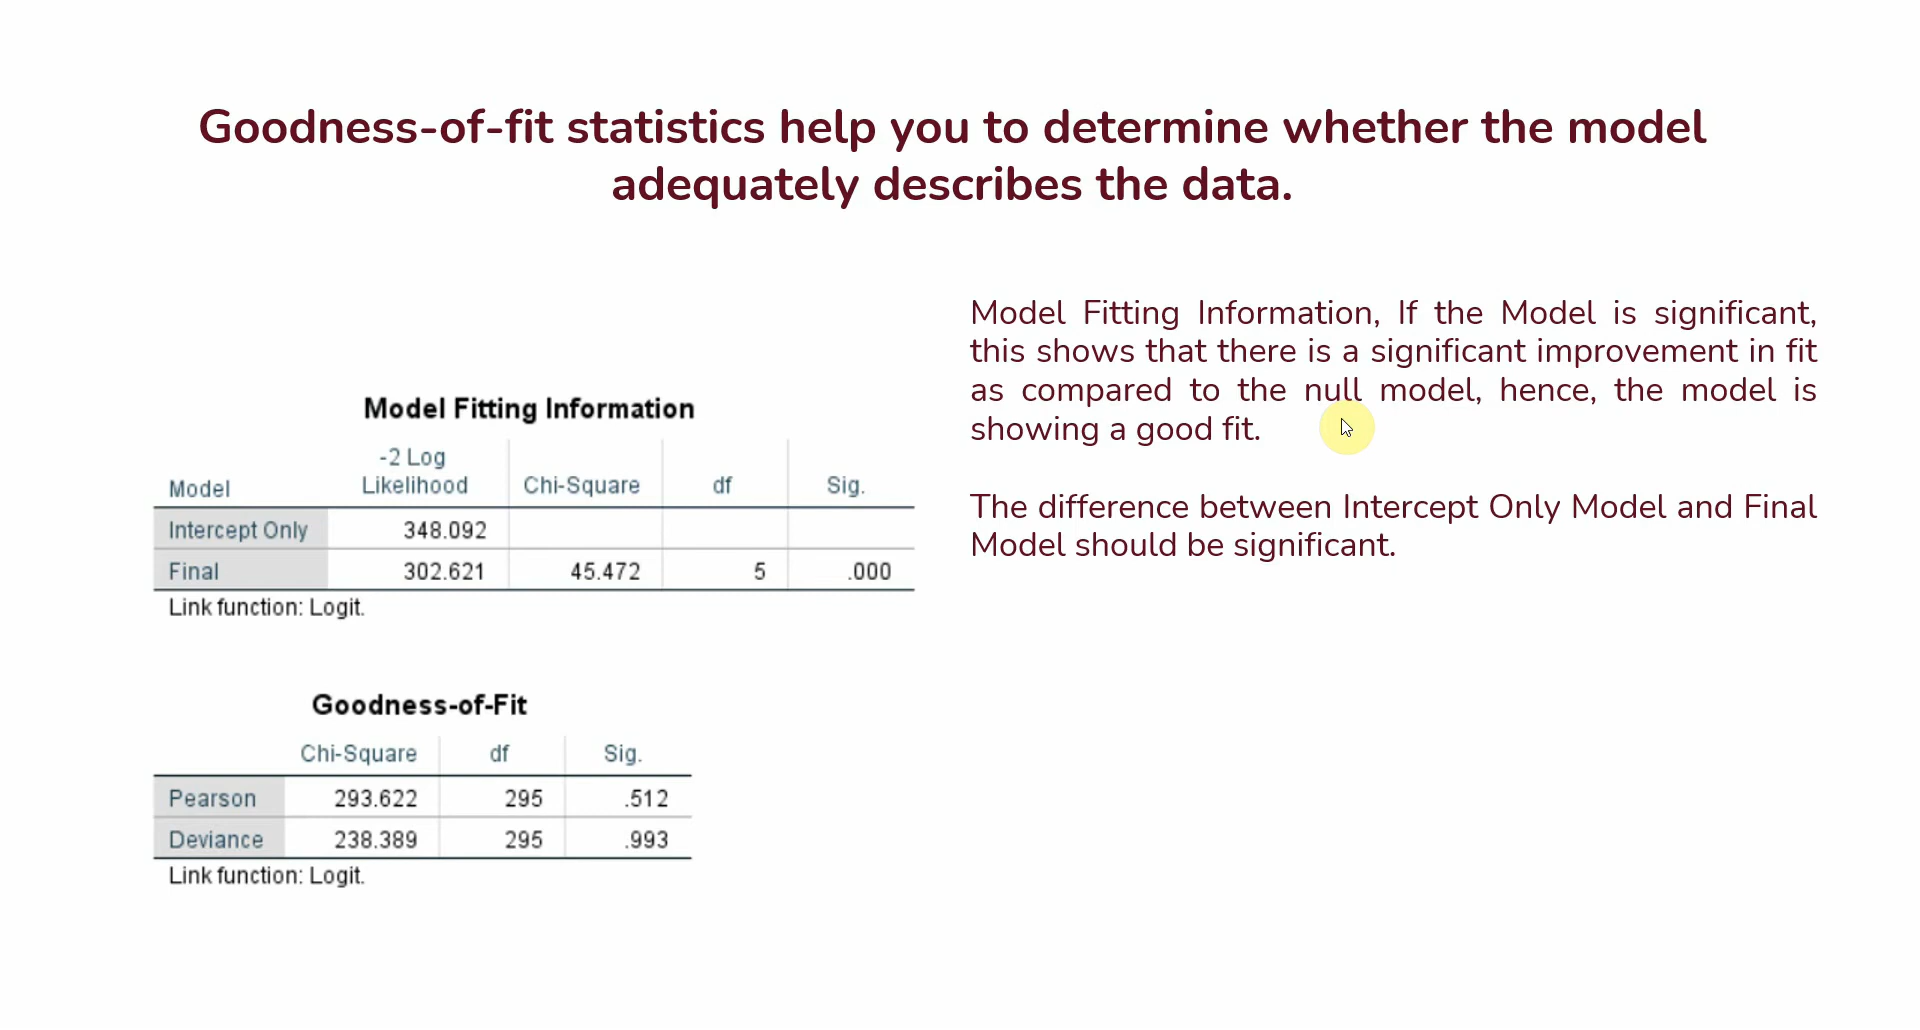 Goodness-of-fit statistics help you to determine whether the model
adequately describes the data.
Model Fitting Information, If the Model is significant,
this shows that there is a significant improvement in fit
as compared to the null model, hence, the model is
showing a good fit.
The difference between Intercept Only Model and Final
Model should be significant.
Model Fitting Information
Model -2 Log Likelihood Chi-Square df Sig.
Intercept Only 348.092
Final 302.621 45.472 5 .000
Link function: Logit.
Goodness-of-Fit
Chi-Square df Sig.
Pearson 293.622 295 .512
Deviance 238.389 295 .993
Link function: Logit.